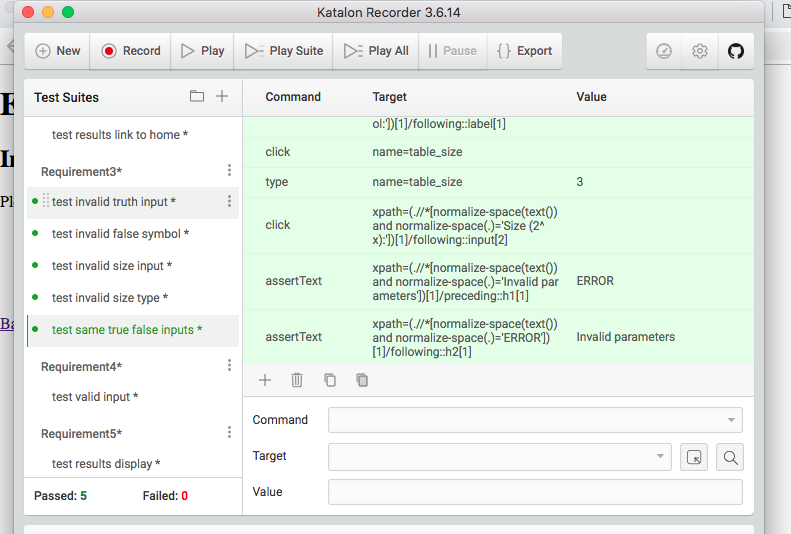 Katalon Recorder 3.6.14
New Record Play Play Suite Play All Pause Export
Test Suites
Command Target Value
test results link to home *
Requirement3*
test invalid truth input *
test invalid false symbol *
test invalid size input *
test invalid size type *
test same true false inputs *
Requirement4*
test valid input *
Requirement5*
test results display *
Passed: 5 Failed: 0
ol:'])[1]/following::label[1]
click name=table_size
type name=table_size 3
click xpath=(.//*[normalize-space(text())
and normalize-space(.)='Size (2^
x):'])[1]/following::input[2]
assertText xpath=(.//*[normalize-space(text())
and normalize-space(.)='Invalid par
ameters'])[1]/preceding::h1[1] ERROR
assertText xpath=(.//*[normalize-space(text())
and normalize-space(.)='ERROR'])
[1]/following::h2[1] Invalid parameters
Command
Target
Value